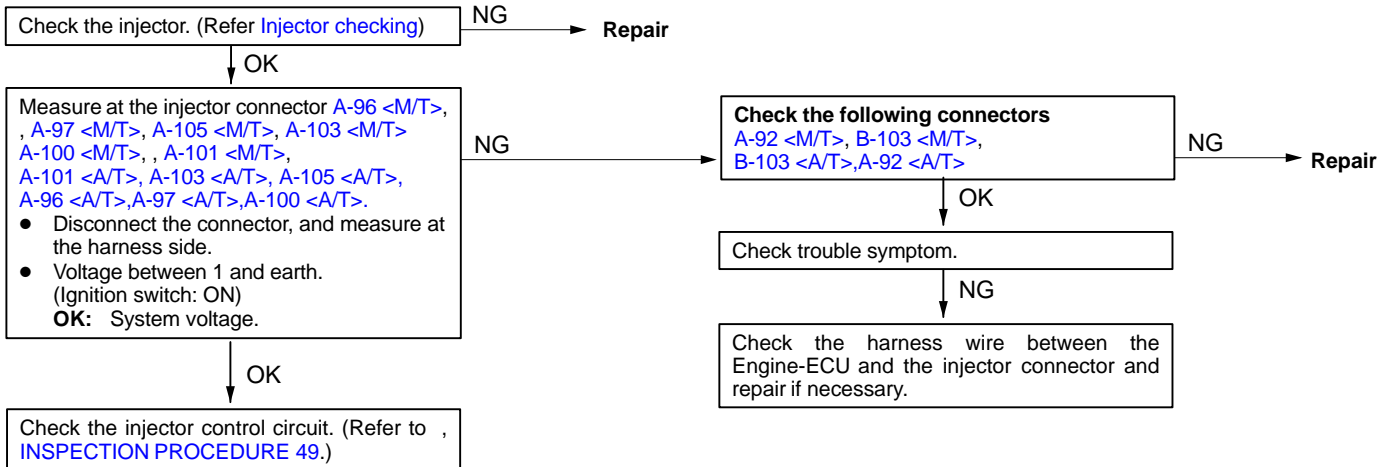 Check the injector. (Refer Injector checking)
NG
Repair
OK
Measure at the injector connector A-96 <M/T>,
, A-97 <M/T>, A-105 <M/T>, A-103 <M/T>
A-100 <M/T>, , A-101 <M/T>,
A-101 <A/T>, A-103 <A/T>, A-105 <A/T>,
A-96 <A/T>,A-97 <A/T>,A-100 <A/T>.
● Disconnect the connector, and measure at
the harness side.
● Voltage between 1 and earth.
(Ignition switch: ON)
OK: System voltage.
NG
Check the following connectors
A-92 <M/T>, B-103 <M/T>,
B-103 <A/T>,A-92 <A/T>
NG
Repair
OK
Check trouble symptom.
NG
Check the harness wire between the
Engine-ECU and the injector connector and
repair if necessary.
OK
Check the injector control circuit. (Refer to ,
INSPECTION PROCEDURE 49.)